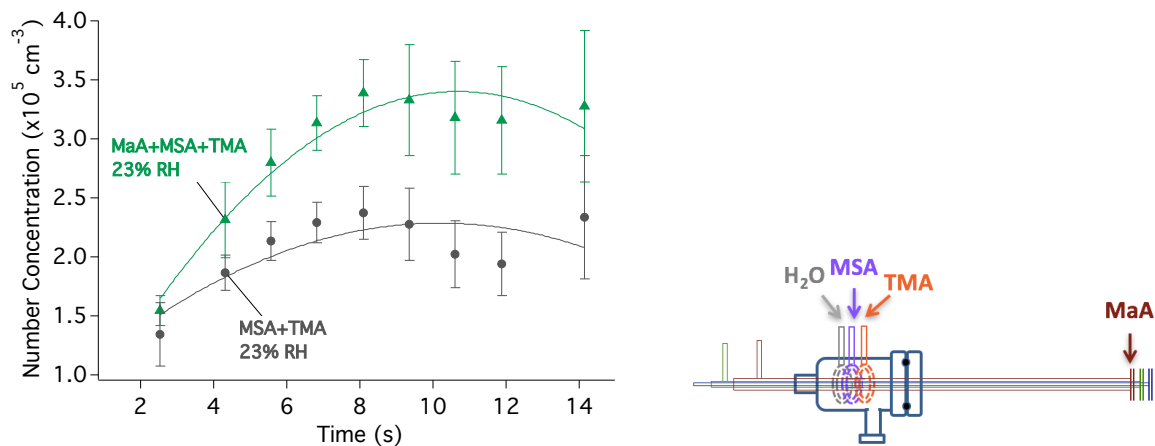 Number Concentration (x10⁵ cm⁻³)
4.0
3.5
3.0
2.5
2.0
1.5
1.0
MaA+MSA+TMA
23% RH
MSA+TMA
23% RH
2
4
6
8
10
12
14
Time (s)
H₂O
MSA
TMA
MaA